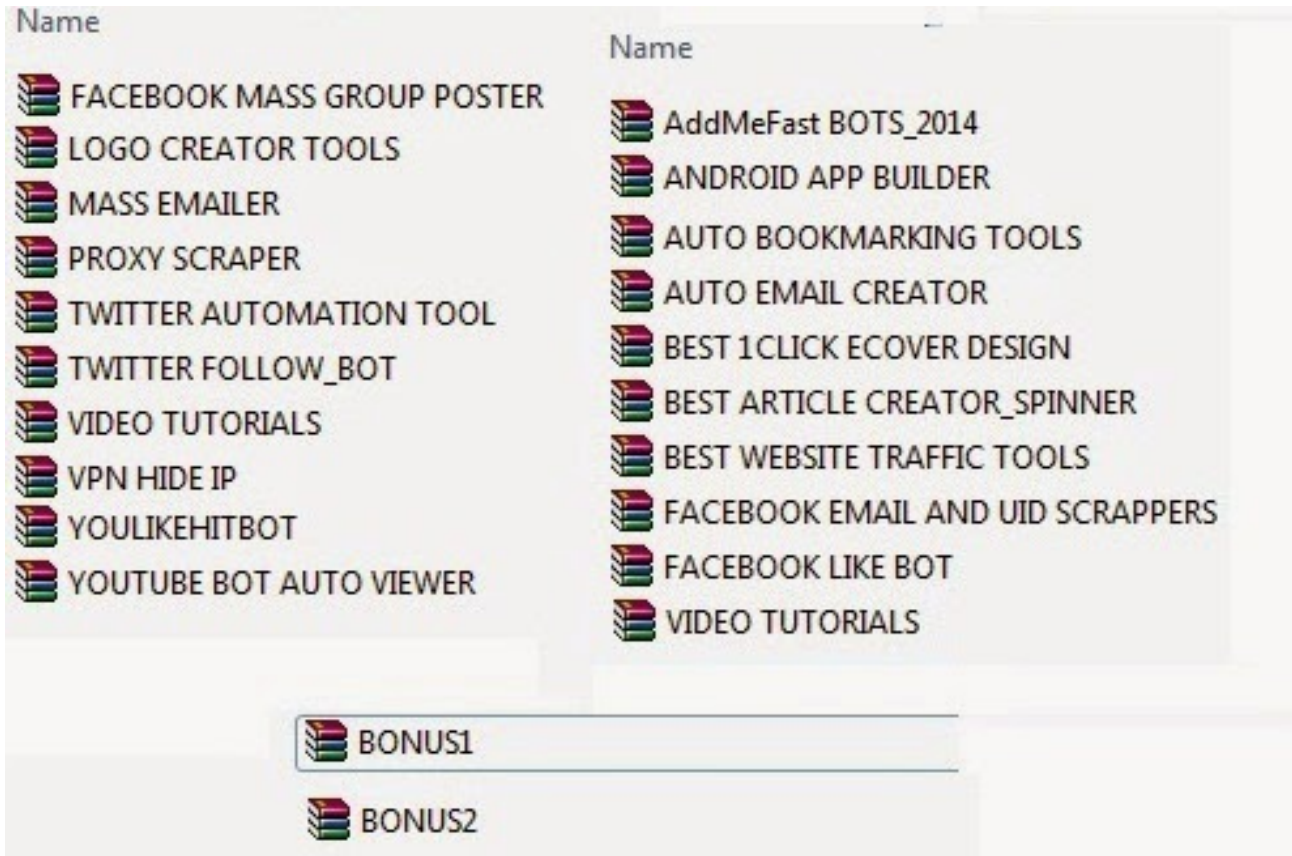 Name
FACEBOOK MASS GROUP POSTER
LOGO CREATOR TOOLS
MASS EMAILER
PROXY SCRAPER
TWITTER AUTOMATION TOOL
TWITTER FOLLOW_BOT
VIDEO TUTORIALS
VPN HIDE IP
YOULIKEHITBOT
YOUTUBE BOT AUTO VIEWER
Name
AddMeFast BOTS_2014
ANDROID APP BUILDER
AUTO BOOKMARKING TOOLS
AUTO EMAIL CREATOR
BEST 1CLICK ECOVER DESIGN
BEST ARTICLE CREATOR_SPINNER
BEST WEBSITE TRAFFIC TOOLS
FACEBOOK EMAIL AND UID SCRAPPERS
FACEBOOK LIKE BOT
VIDEO TUTORIALS
BONUS1
BONUS2